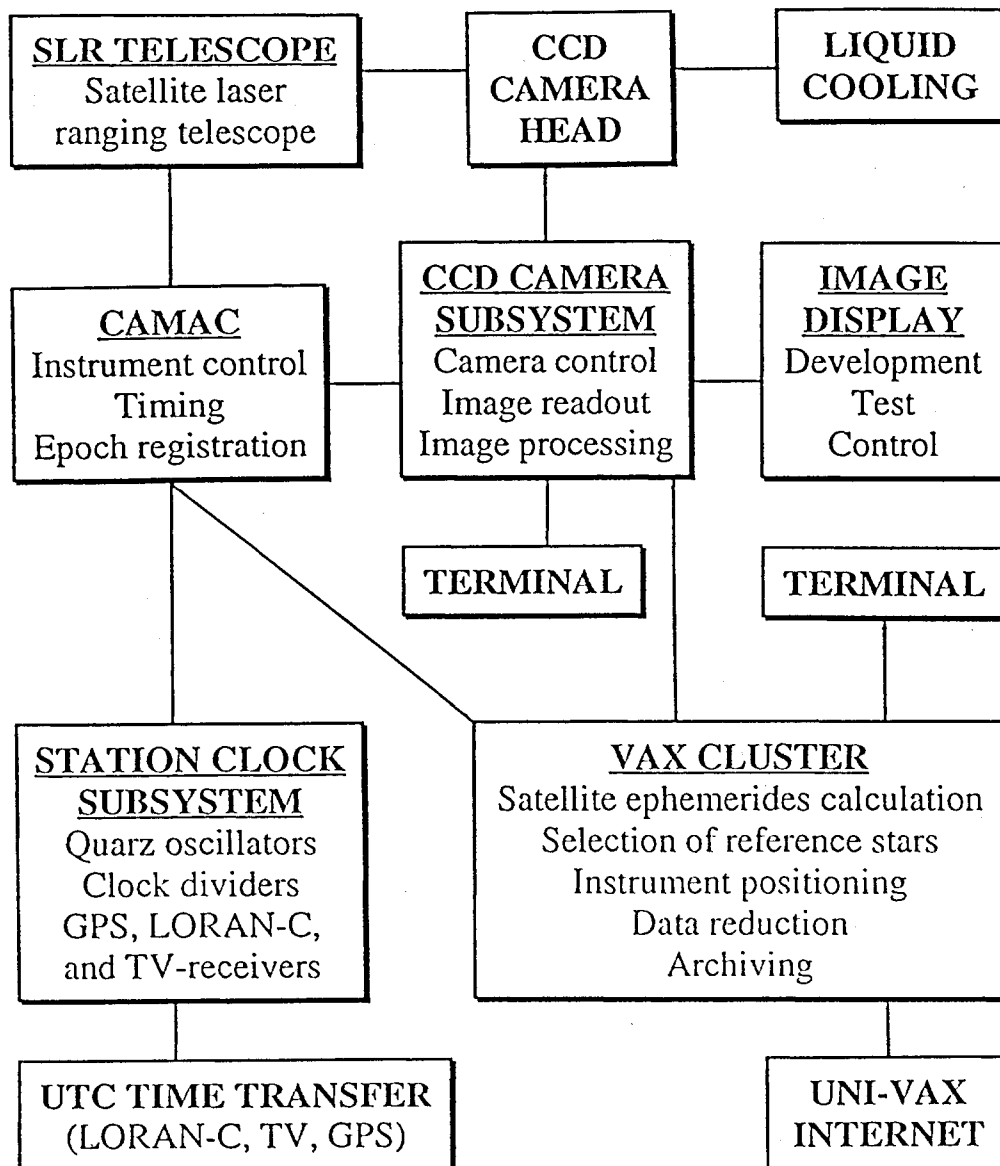 SLR TELESCOPE
Satellite laser
ranging telescope
CCD
CAMERA
HEAD
LIQUID
COOLING
CAMAC
Instrument control
Timing
Epoch registration
CCD CAMERA
SUBSYSTEM
Camera control
Image readout
Image processing
IMAGE
DISPLAY
Development
Test
Control
TERMINAL
TERMINAL
STATION CLOCK
SUBSYSTEM
Quarz oscillators
Clock dividers
GPS, LORAN-C,
and TV-receivers
VAX CLUSTER
Satellite ephemerides calculation
Selection of reference stars
Instrument positioning
Data reduction
Archiving
UTC TIME TRANSFER
(LORAN-C, TV, GPS)
UNI-VAX
INTERNET